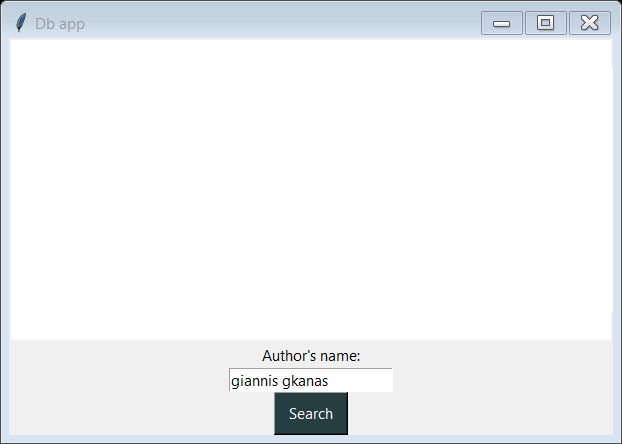 Db app
Author's name:
giannis gkanas
Search